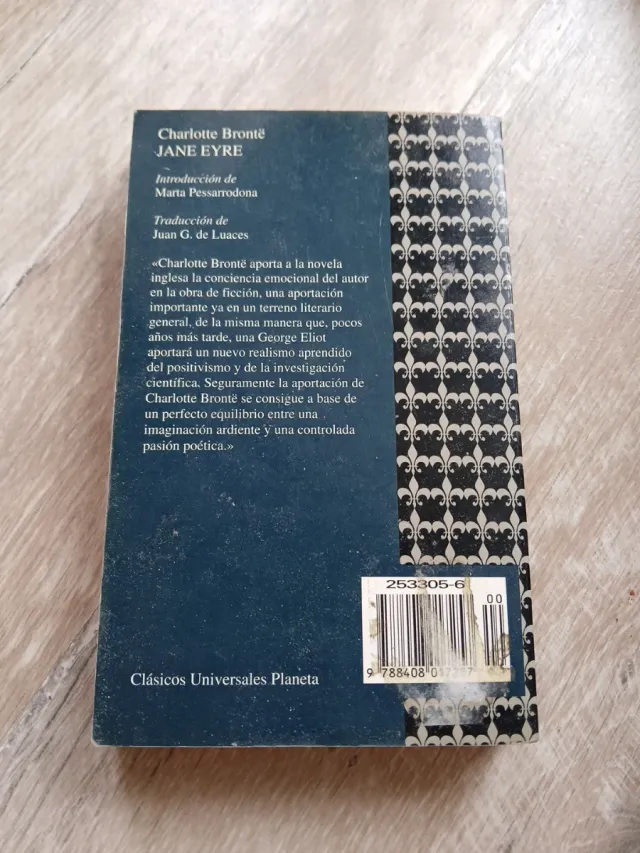 Charlotte Brontë
JANE EYRE
Introducción de
Marta Pessarrodona
Traducción de
Juan G. de Luaces
«Charlotte Brontë aporta a la novela
inglesa la conciencia emocional del autor
en la obra de ficción, una aportación
importante ya en un terreno literario
general, de la misma manera que, pocos
años más tarde, una George Eliot
aportará un nuevo realismo aprendido
del positivismo y de la investigación
científica. Seguramente la aportación de
Charlotte Brontë se consigue a base de
un perfecto equilibrio entre una
imaginación ardiente y una controlada
pasión poética.»
253305-6
00
9 788408
Clásicos Universales Planeta